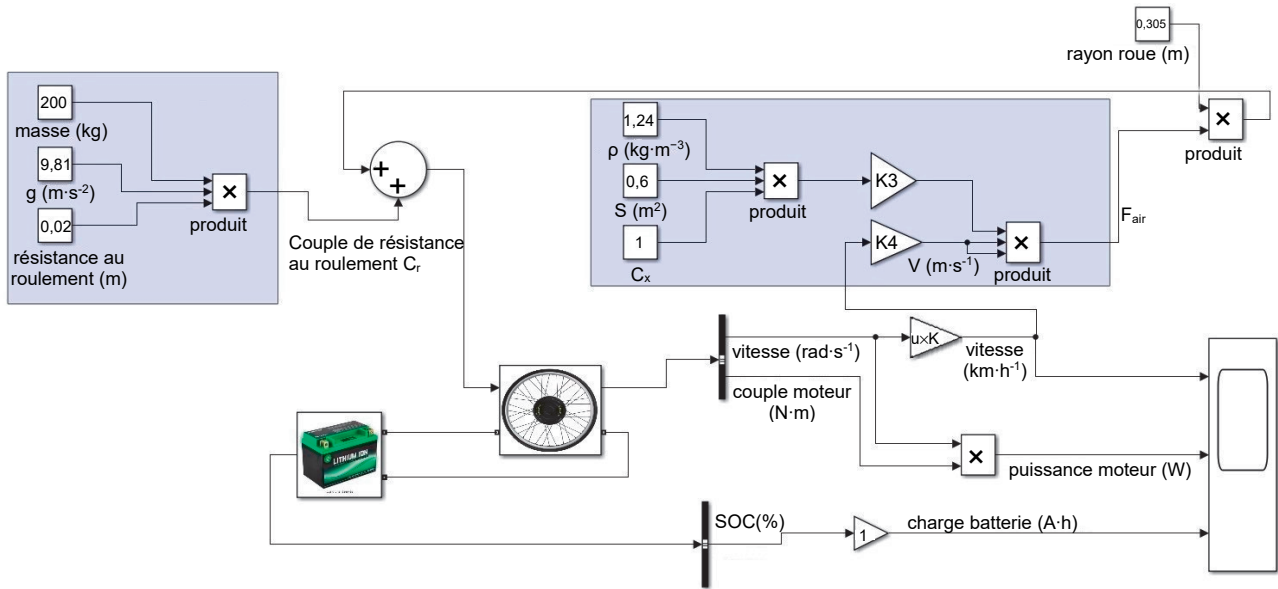 0,305
rayon roue (m)
×
produit
200
masse (kg)
9,81
g (m·s-2)
0,02
résistance au
roulement (m)
×
produit
+
+
Couple de résistance
au roulement Cr
1,24
ρ (kg·m−3)
0,6
S (m2)
1
Cx
×
produit
K3
K4
V (m·s-1)
×
produit
Fair
vitesse (rad·s-1)
u×K
vitesse
(km·h-1)
couple moteur
(N·m)
×
puissance moteur (W)
LITHIUM ION
SOC(%)
1
charge batterie (A·h)